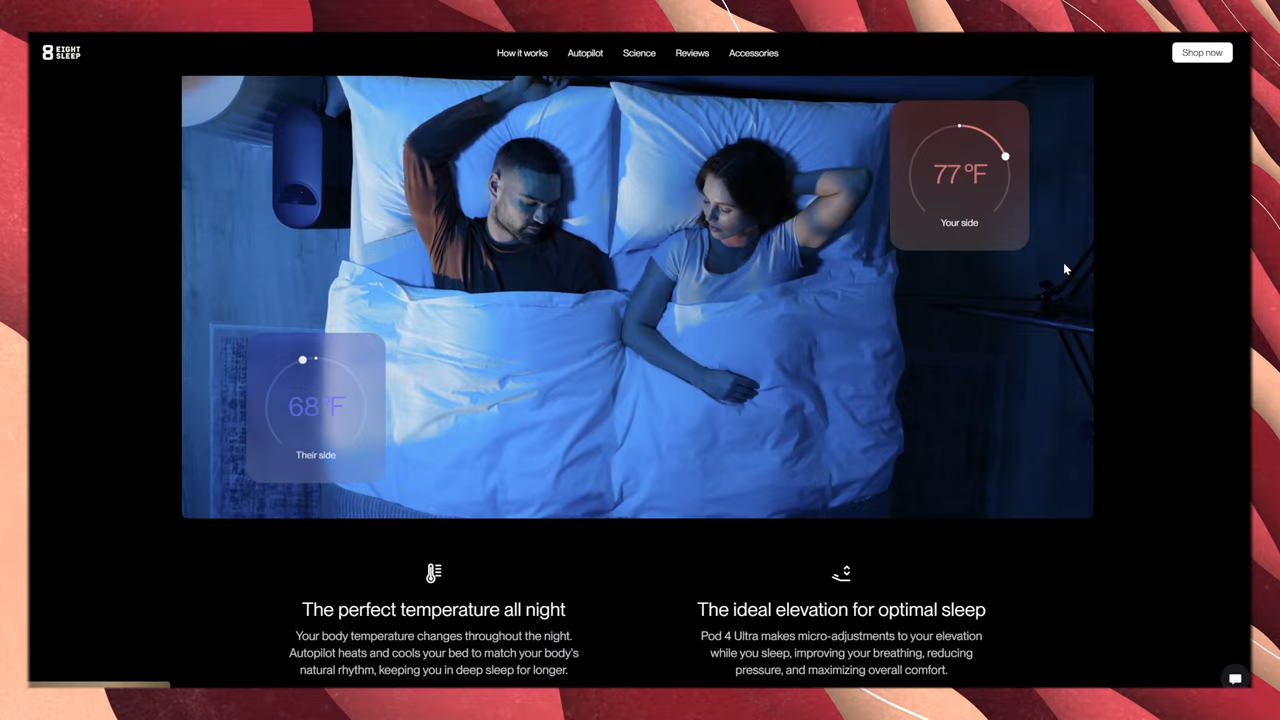 8 EIGHT
SLEEP
How it works
Autopilot
Science
Reviews
Accessories
Shop now
77°F
Your side
68°F
Their side
The perfect temperature all night
Your body temperature changes throughout the night.
Autopilot heats and cools your bed to match your body's
natural rhythm, keeping you in deep sleep for longer.
The ideal elevation for optimal sleep
Pod 4 Ultra makes micro-adjustments to your elevation
while you sleep, improving your breathing, reducing
pressure, and maximizing overall comfort.